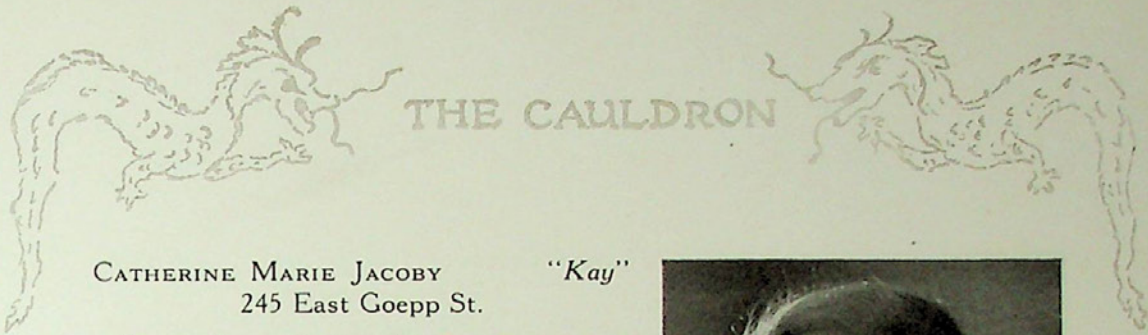 THE CAULDRON
CATHERINE MARIE JACOBY "Kay"
245 East Goepp St.